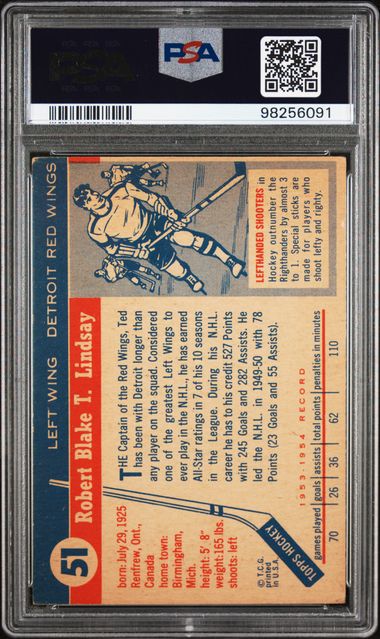 PSA
PSA
98256091
LEFT WING DETROIT RED WINGS
51 Robert Blake T. Lindsay
born: July 29, 1925
Renfrew, Ont.,
Canada
home town:
Birmingham,
Mich.
height: 5' 8"
weight: 165 lbs.
shoots: left
THE Captain of the Red Wings, Ted
has been with Detroit longer than
any player on the squad. Considered
one of the greatest Left Wings to
ever play in the N.H.L., he has earned
All-Star ratings in 7 of his 10 seasons
in the League. During his N.H.L.
career he has to his credit 527 Points
with 245 Goals and 282 Assists. He
led the N.H.L. in 1949-50 with 78
Points (23 Goals and 55 Assists).
LEFTHANDED SHOOTERS in
Hockey outnumber the
Righthanders by almost 3
to 1. Special sticks are
made for players who
shoot lefty and righty.
© T.C.G.
printed
in U.S.A.
TOPPS HOCKEY
1953-1954 RECORD
games played goals assists total points penalties in minutes
70 26 36 62 110